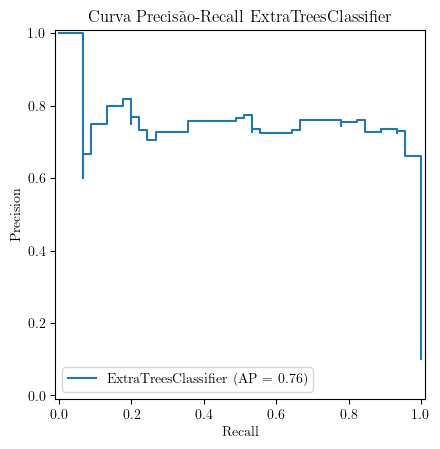 Curva Precisão-Recall ExtraTreesClassifier
1.0
0.8
0.6
0.4
0.2
0.0
Precision
ExtraTreesClassifier (AP = 0.76)
0.0 0.2 0.4 0.6 0.8 1.0
Recall